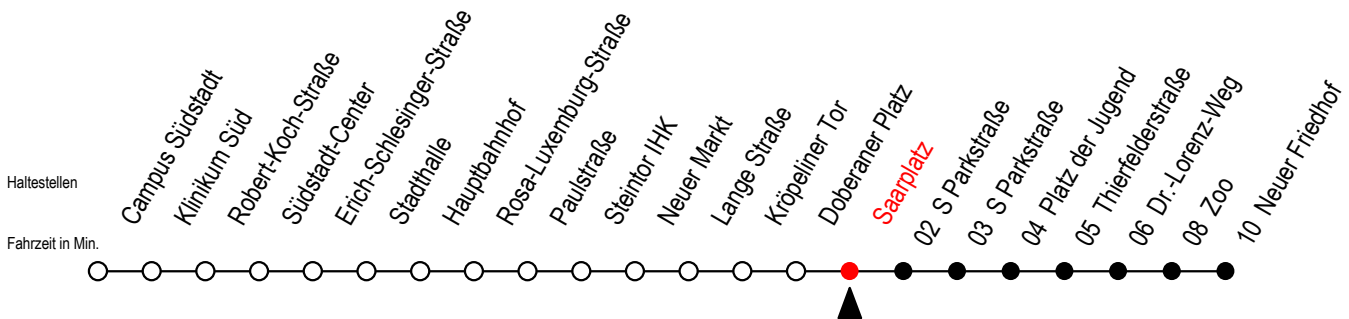 Haltestellen
Fahrzeit in Min.
Campus Südstadt
Klinikum Süd
Robert-Koch-Straße
Südstadt-Center
Erich-Schlesinger-Straße
Stadthalle
Hauptbahnhof
Rosa-Luxemburg-Straße
Paulstraße
Steintor IHK
Neuer Markt
Lange Straße
Kröpeliner Tor
Doberaner Platz
Saarplatz
02 S Parkstraße
03 S Parkstraße
04 Platz der Jugend
05 Thierfelderstraße
06 Dr.-Lorenz-Weg
08 Zoo
10 Neuer Friedhof